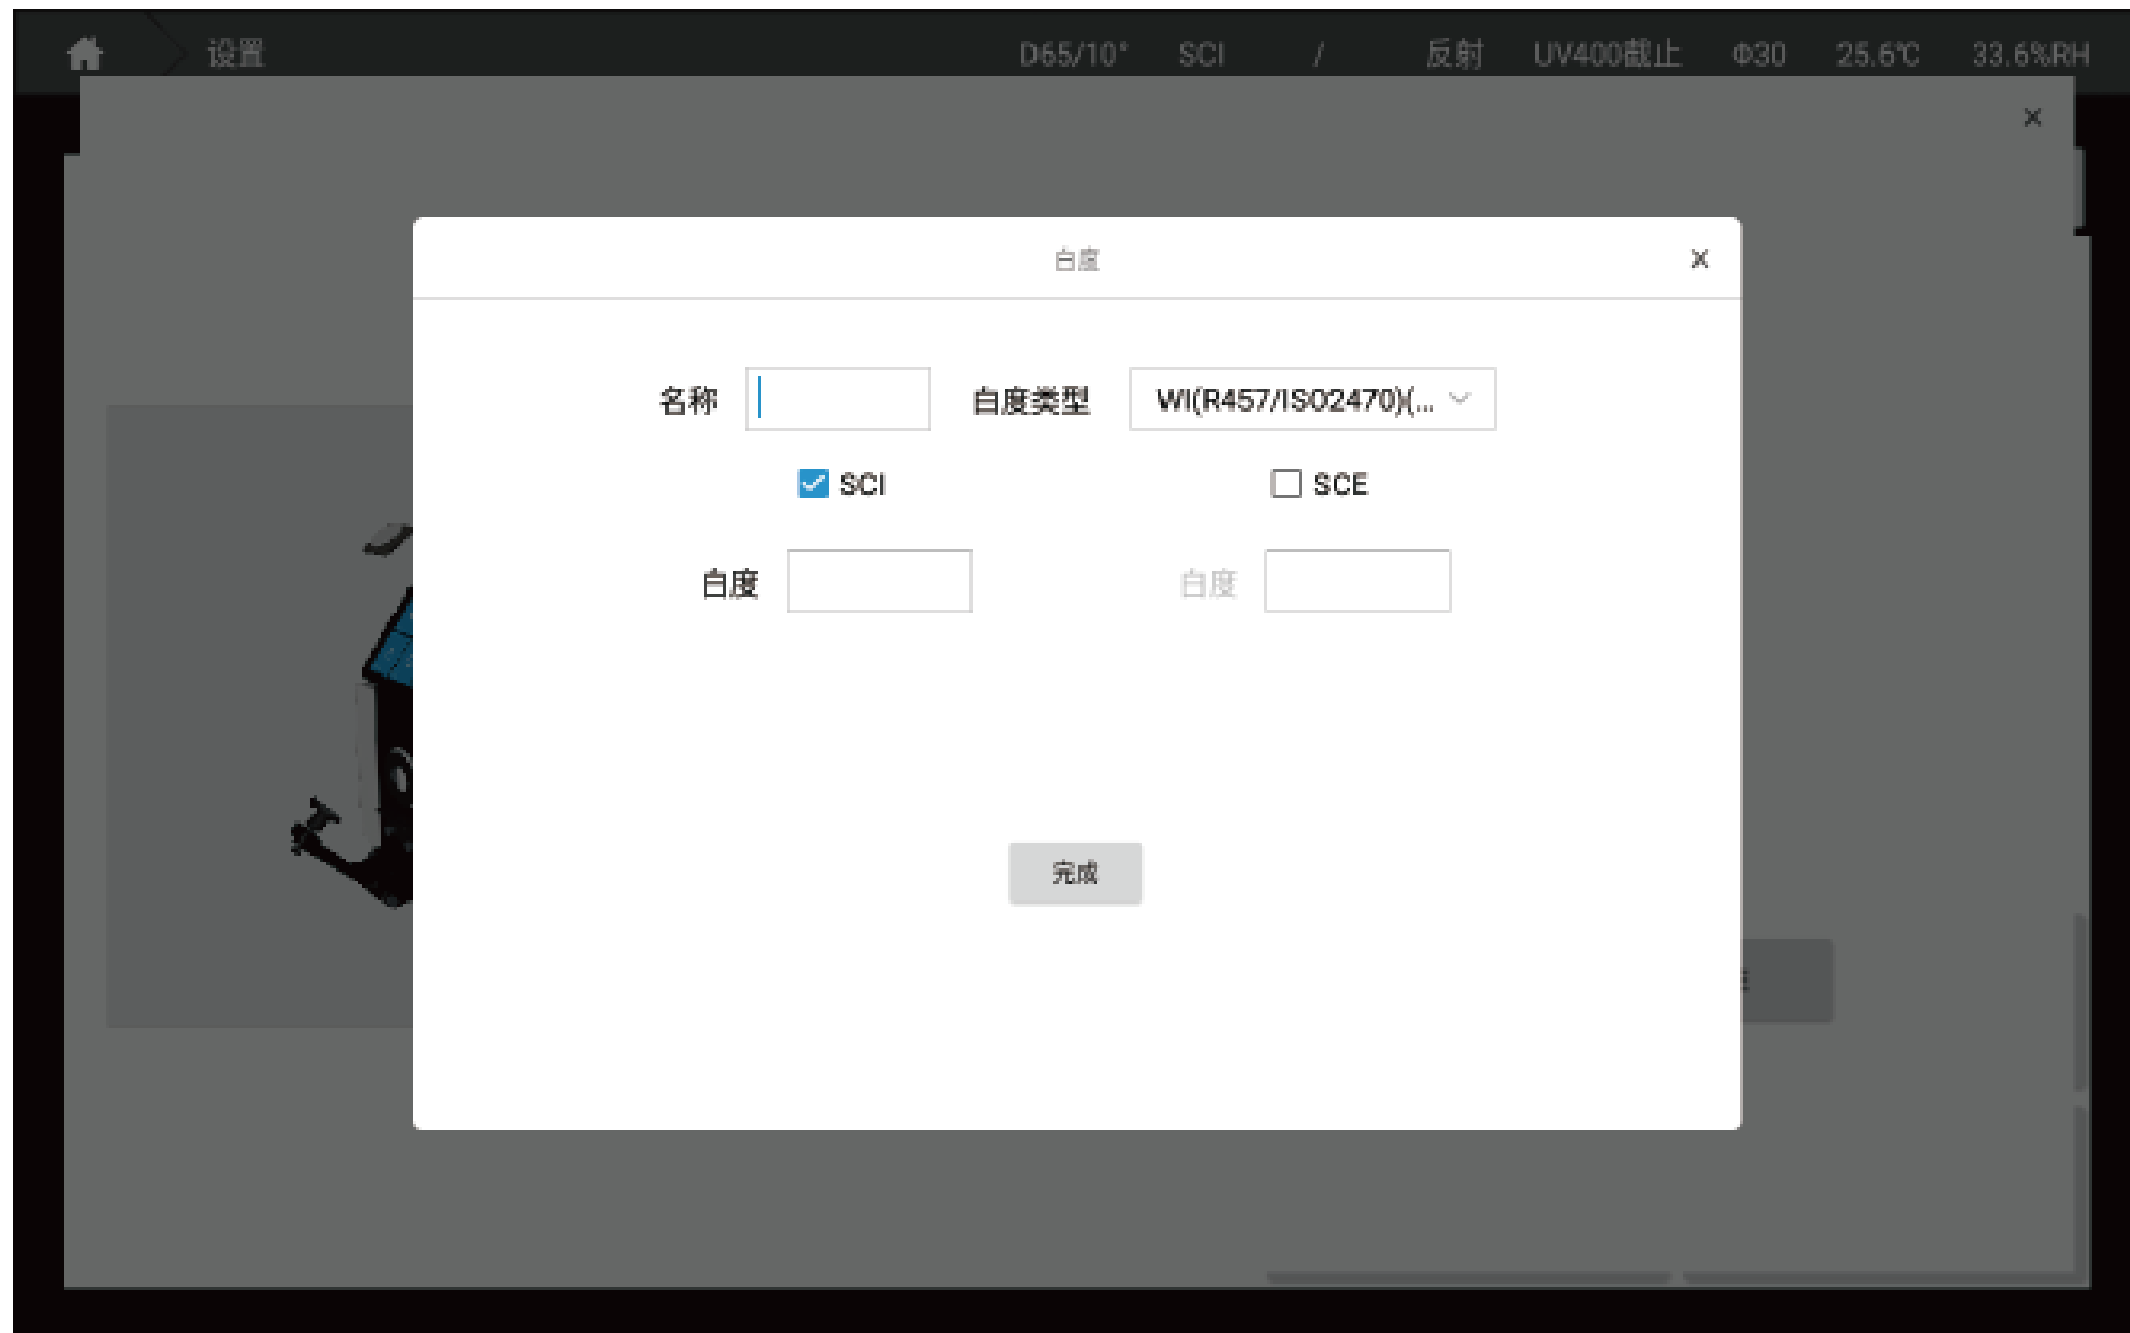 设置 D65/10° SCI / 反射 UV400截止 Φ30 25.6℃ 33.6%RH
白度
名称 白度类型 WI(R457/ISO2470)(...
SCI SCE
白度 白度
完成